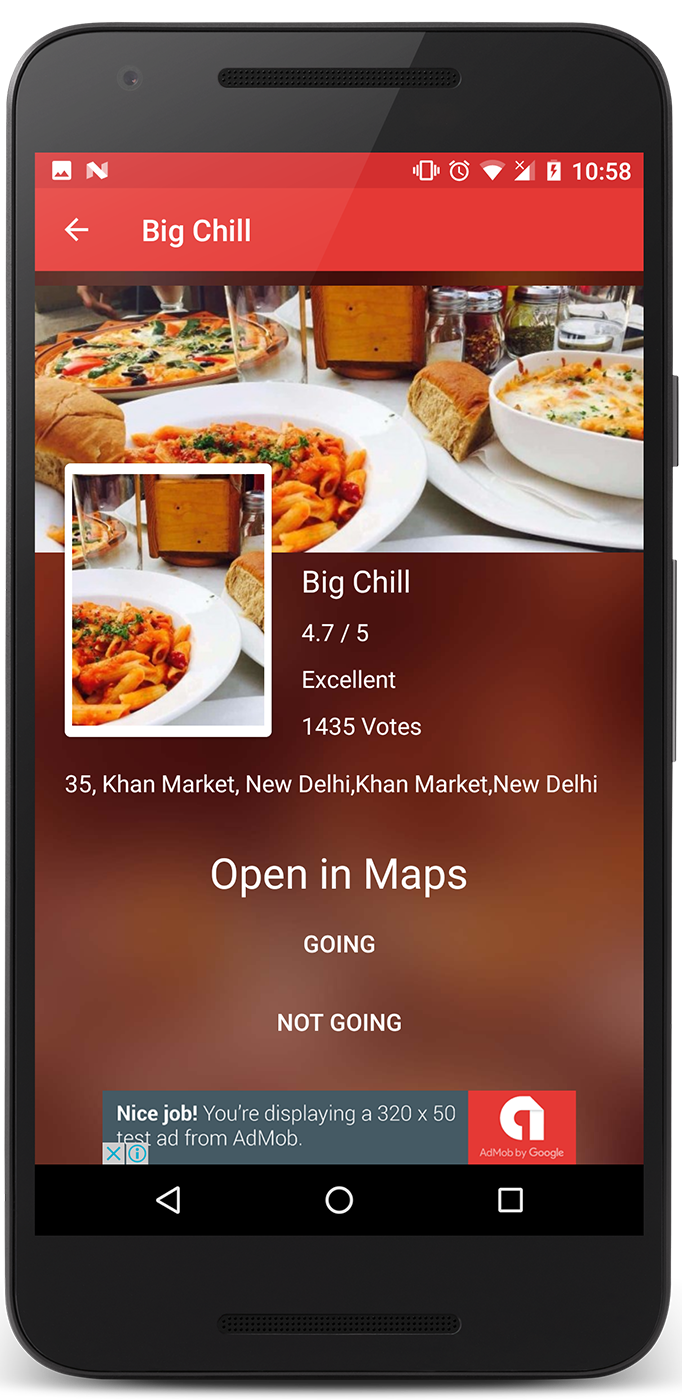 10:58
Big Chill
Big Chill
4.7 / 5
Excellent
1435 Votes
35, Khan Market, New Delhi,Khan Market,New Delhi
Open in Maps
GOING
NOT GOING
Nice job! You're displaying a 320 x 50
test ad from AdMob.
AdMob by Google